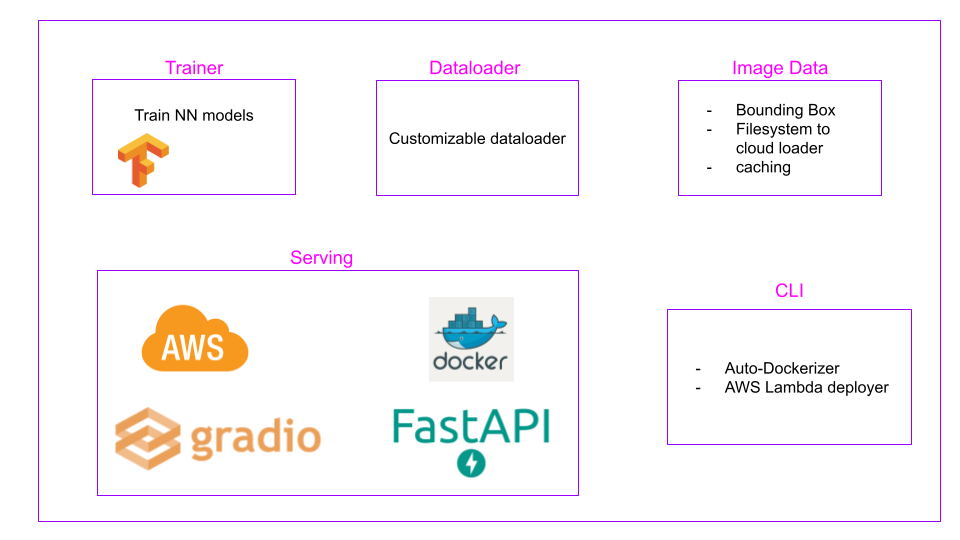 Trainer
Dataloader
Image Data
Train NN models
Customizable dataloader
- Bounding Box
- Filesystem to
cloud loader
- caching
Serving
CLI
AWS
docker
gradio
FastAPI
- Auto-Dockerizer
- AWS Lambda deployer